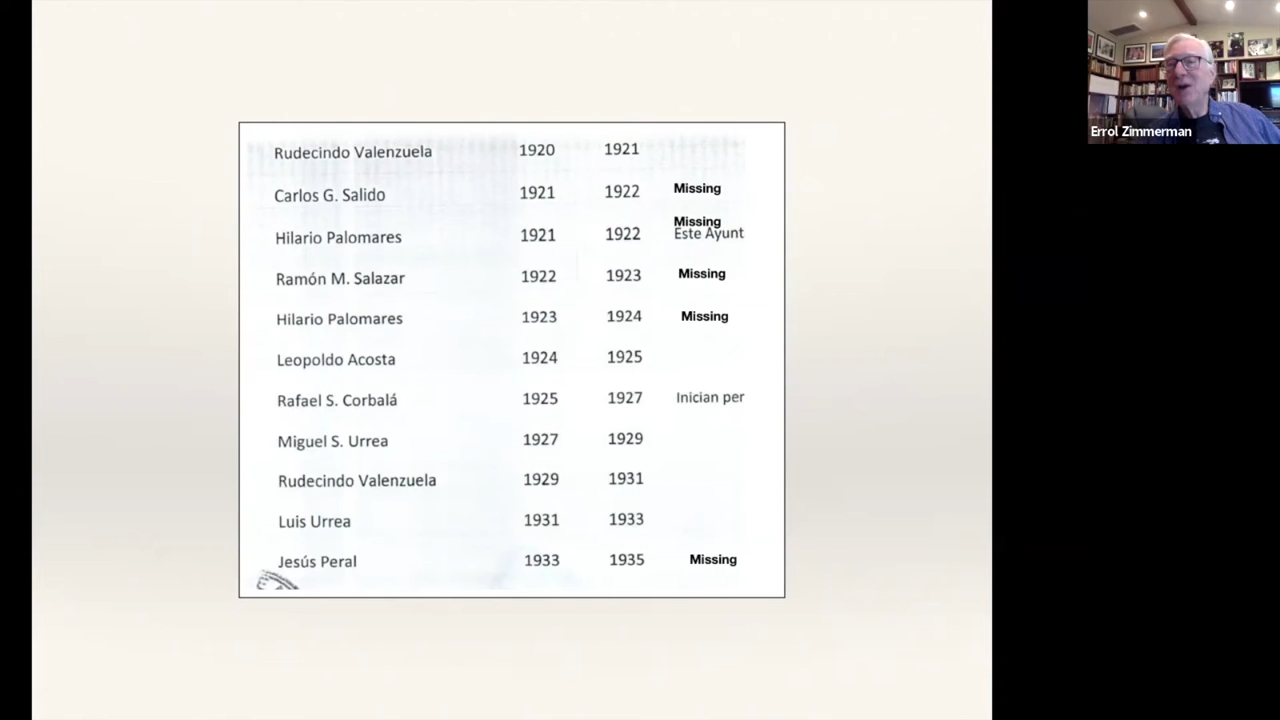 Rudecindo Valenzuela 1920 1921
Carlos G. Salido 1921 1922 Missing
Missing
Hilario Palomares 1921 1922 Este Ayunt
Ramón M. Salazar 1922 1923 Missing
Hilario Palomares 1923 1924 Missing
Leopoldo Acosta 1924 1925
Rafael S. Corbalá 1925 1927 Inician per
Miguel S. Urrea 1927 1929
Rudecindo Valenzuela 1929 1931
Luis Urrea 1931 1933
Jesús Peral 1933 1935 Missing
Errol Zimmerman